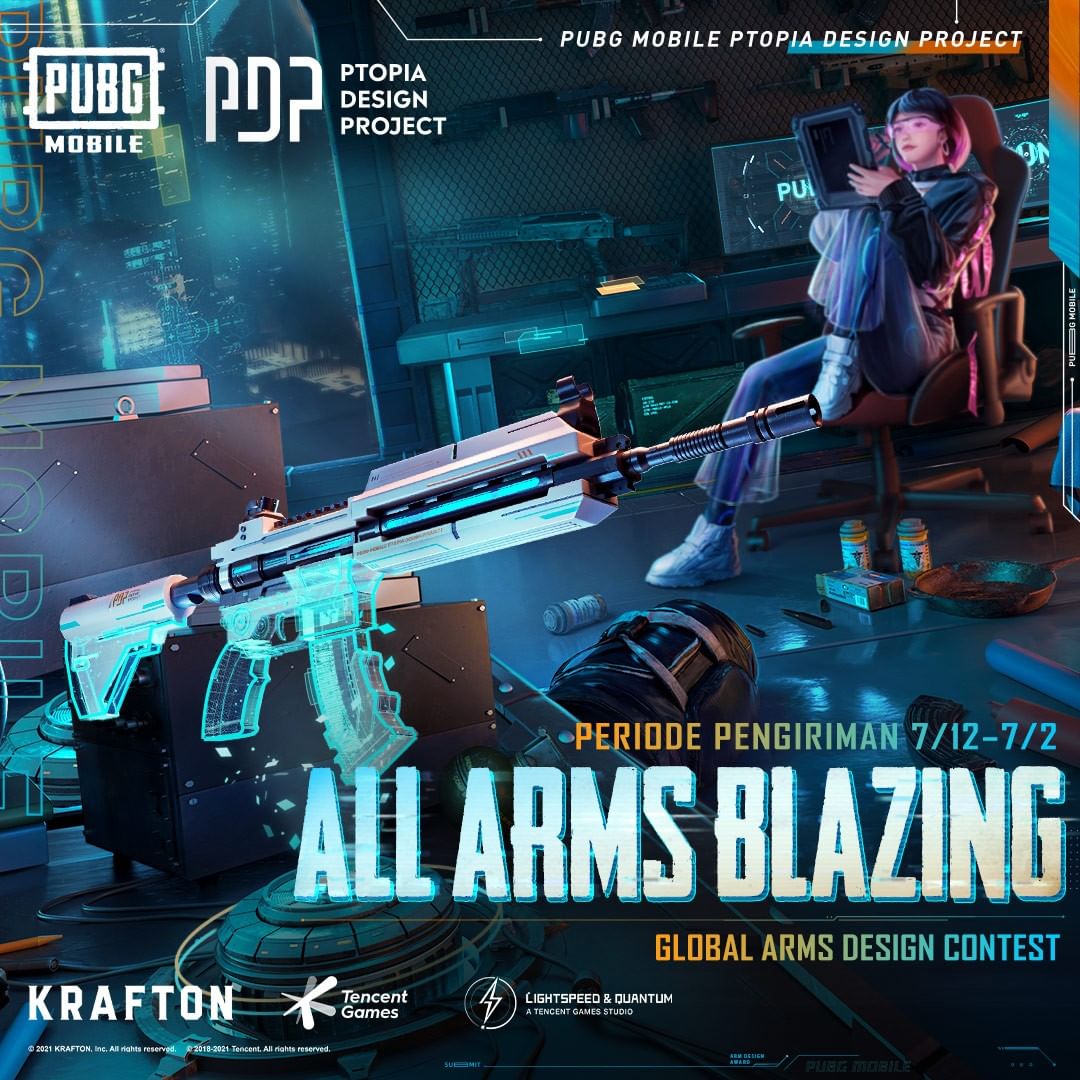 PUBG MOBILE PTOPIA DESIGN PROJECT
PUBG
MOBILE
PDP
PTOPIA
DESIGN
PROJECT
PUBG MOBILE
PUBG MOBILE
PERIODE PENGIRIMAN 7/12-7/2
ALL ARMS BLAZING
GLOBAL ARMS DESIGN CONTEST
KRAFTON
Tencent
Games
LIGHTSPEED & QUANTUM
A TENCENT GAMES STUDIO
© 2021 KRAFTON, Inc. All rights reserved. © 2018-2021 Tencent. All rights reserved.
ARM DESIGN
AWARD
PUBG MOBILE